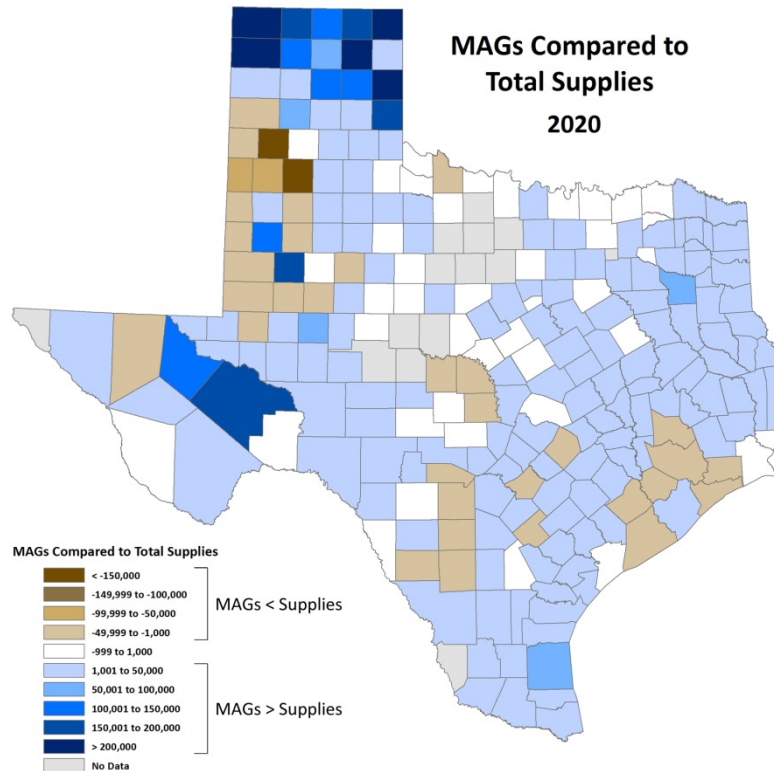 MAGs Compared to
Total Supplies
2020
MAGs Compared to Total Supplies
< -150,000
-149,999 to -100,000
-99,999 to -50,000
-49,999 to -1,000
-999 to 1,000
1,001 to 50,000
50,001 to 100,000
100,001 to 150,000
150,001 to 200,000
> 200,000
No Data
MAGs < Supplies
MAGs > Supplies